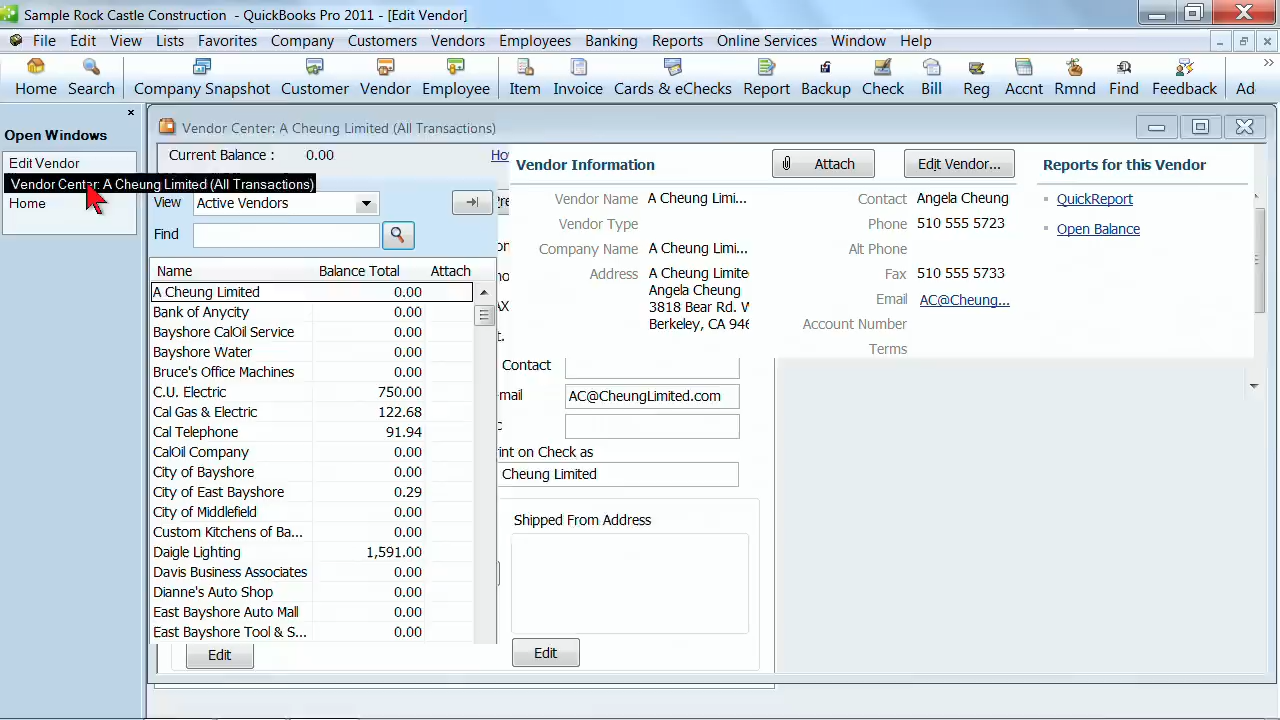 Sample Rock Castle Construction - QuickBooks Pro 2011 - [Edit Vendor]
File Edit View Lists Favorites Company Customers Vendors Employees Banking Reports Online Services Window Help
Home Search Company Snapshot Customer Vendor Employee Item Invoice Cards & eChecks Report Backup Check Bill Reg Accnt Rmnd Find Feedback Ad
Open Windows
Edit Vendor
Vendor Center: A Cheung Limited (All Transactions)
Home
Vendor Center: A Cheung Limited (All Transactions)
Current Balance : 0.00
Ho
View Active Vendors
Find
Name Balance Total Attach
A Cheung Limited 0.00
Bank of Anycity 0.00
Bayshore CalOil Service 0.00
Bayshore Water 0.00
Bruce's Office Machines 0.00
C.U. Electric 750.00
Cal Gas & Electric 122.68
Cal Telephone 91.94
CalOil Company 0.00
City of Bayshore 0.00
City of East Bayshore 0.29
City of Middlefield 0.00
Custom Kitchens of Ba... 0.00
Daigle Lighting 1,591.00
Davis Business Associates 0.00
Dianne's Auto Shop 0.00
East Bayshore Auto Mall 0.00
East Bayshore Tool & S... 0.00
Edit
Vendor Information Attach Edit Vendor...
Vendor Name A Cheung Limi...
Vendor Type
Company Name A Cheung Limi...
Address A Cheung Limite
Angela Cheung
3818 Bear Rd. W
Berkeley, CA 946
Contact Angela Cheung
Phone 510 555 5723
Alt Phone
Fax 510 555 5733
Email AC@Cheung...
Account Number
Terms
Reports for this Vendor
QuickReport
Open Balance
Contact
mail AC@CheungLimited.com
int on Check as
Cheung Limited
Shipped From Address
Edit